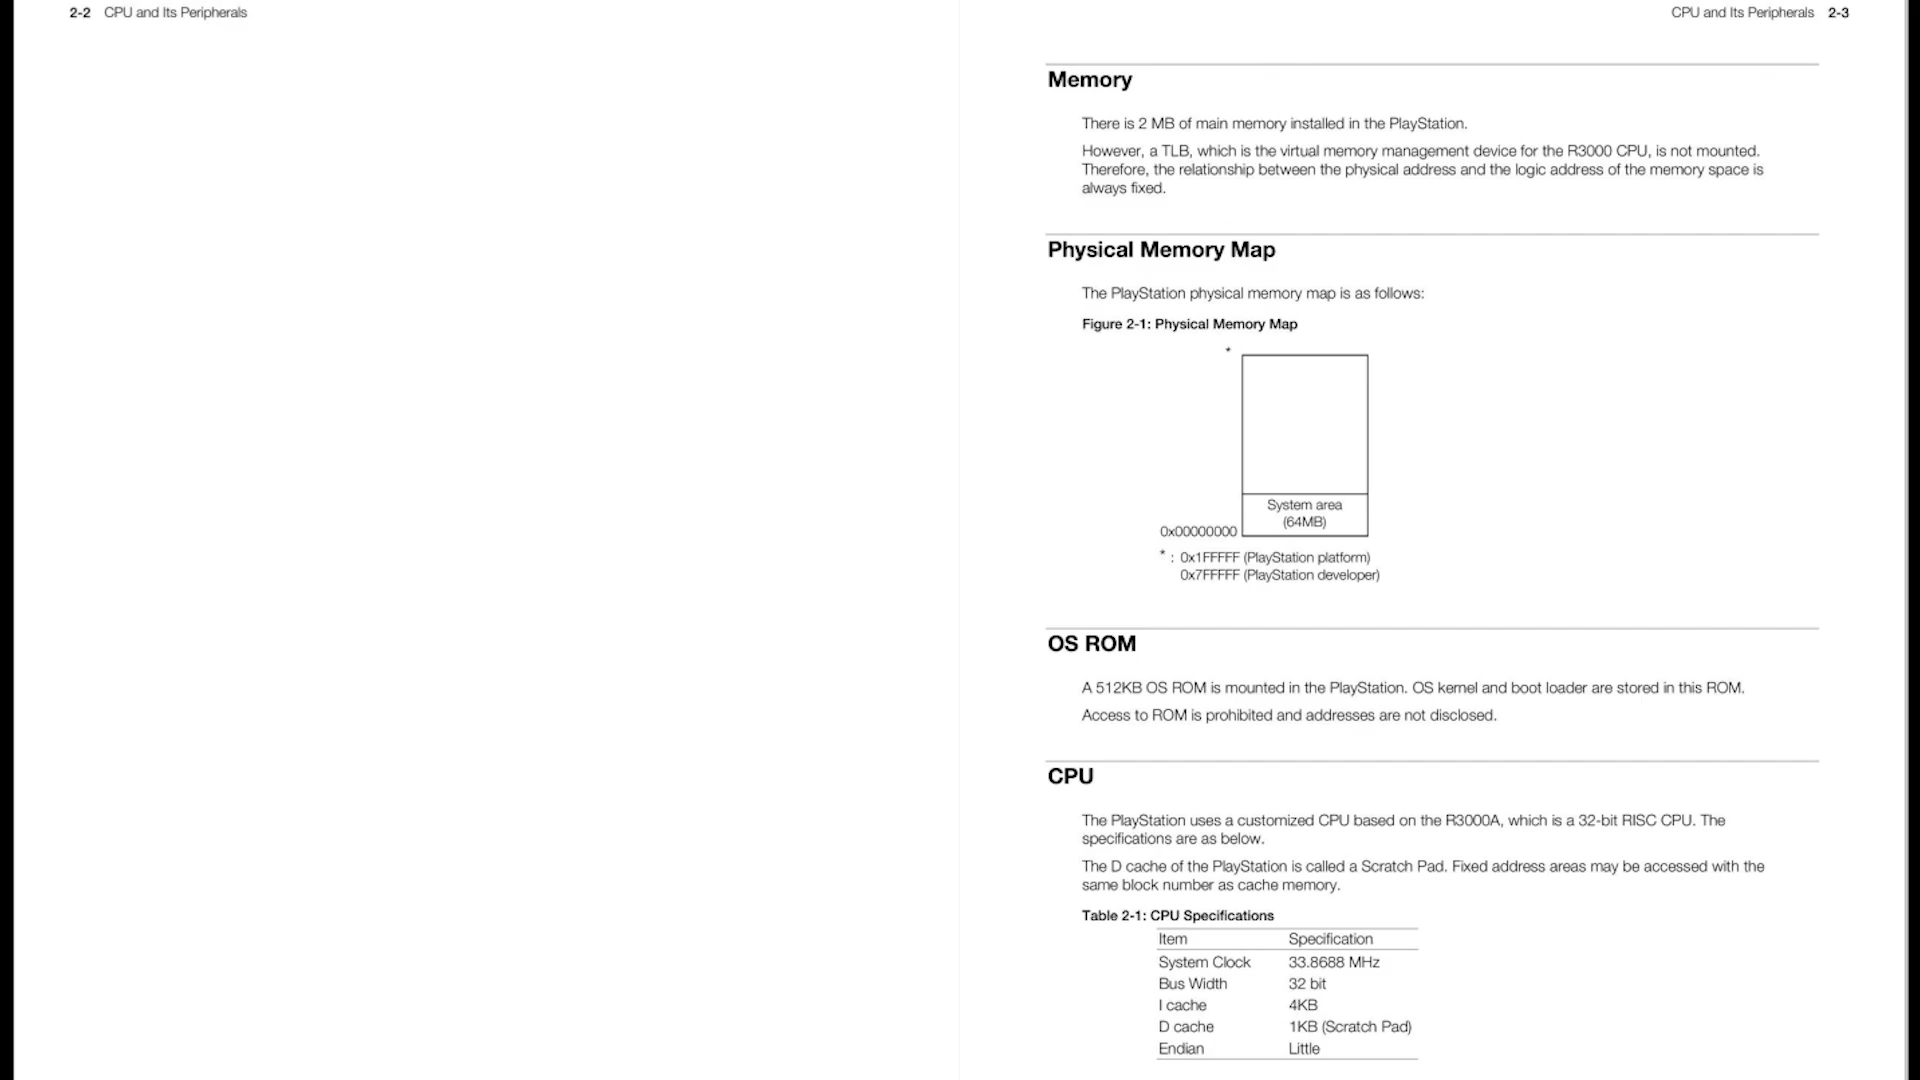 2-2 CPU and Its Peripherals
CPU and Its Peripherals 2-3
Memory
There is 2 MB of main memory installed in the PlayStation.
However, a TLB, which is the virtual memory management device for the R3000 CPU, is not mounted.
Therefore, the relationship between the physical address and the logic address of the memory space is
always fixed.
Physical Memory Map
The PlayStation physical memory map is as follows:
Figure 2-1: Physical Memory Map
*
System area
(64MB)
0x00000000
* : 0x1FFFFF (PlayStation platform)
0x7FFFFF (PlayStation developer)
OS ROM
A 512KB OS ROM is mounted in the PlayStation. OS kernel and boot loader are stored in this ROM.
Access to ROM is prohibited and addresses are not disclosed.
CPU
The PlayStation uses a customized CPU based on the R3000A, which is a 32-bit RISC CPU. The
specifications are as below.
The D cache of the PlayStation is called a Scratch Pad. Fixed address areas may be accessed with the
same block number as cache memory.
Table 2-1: CPU Specifications
Item Specification
System Clock 33.8688 MHz
Bus Width 32 bit
I cache 4KB
D cache 1KB (Scratch Pad)
Endian Little